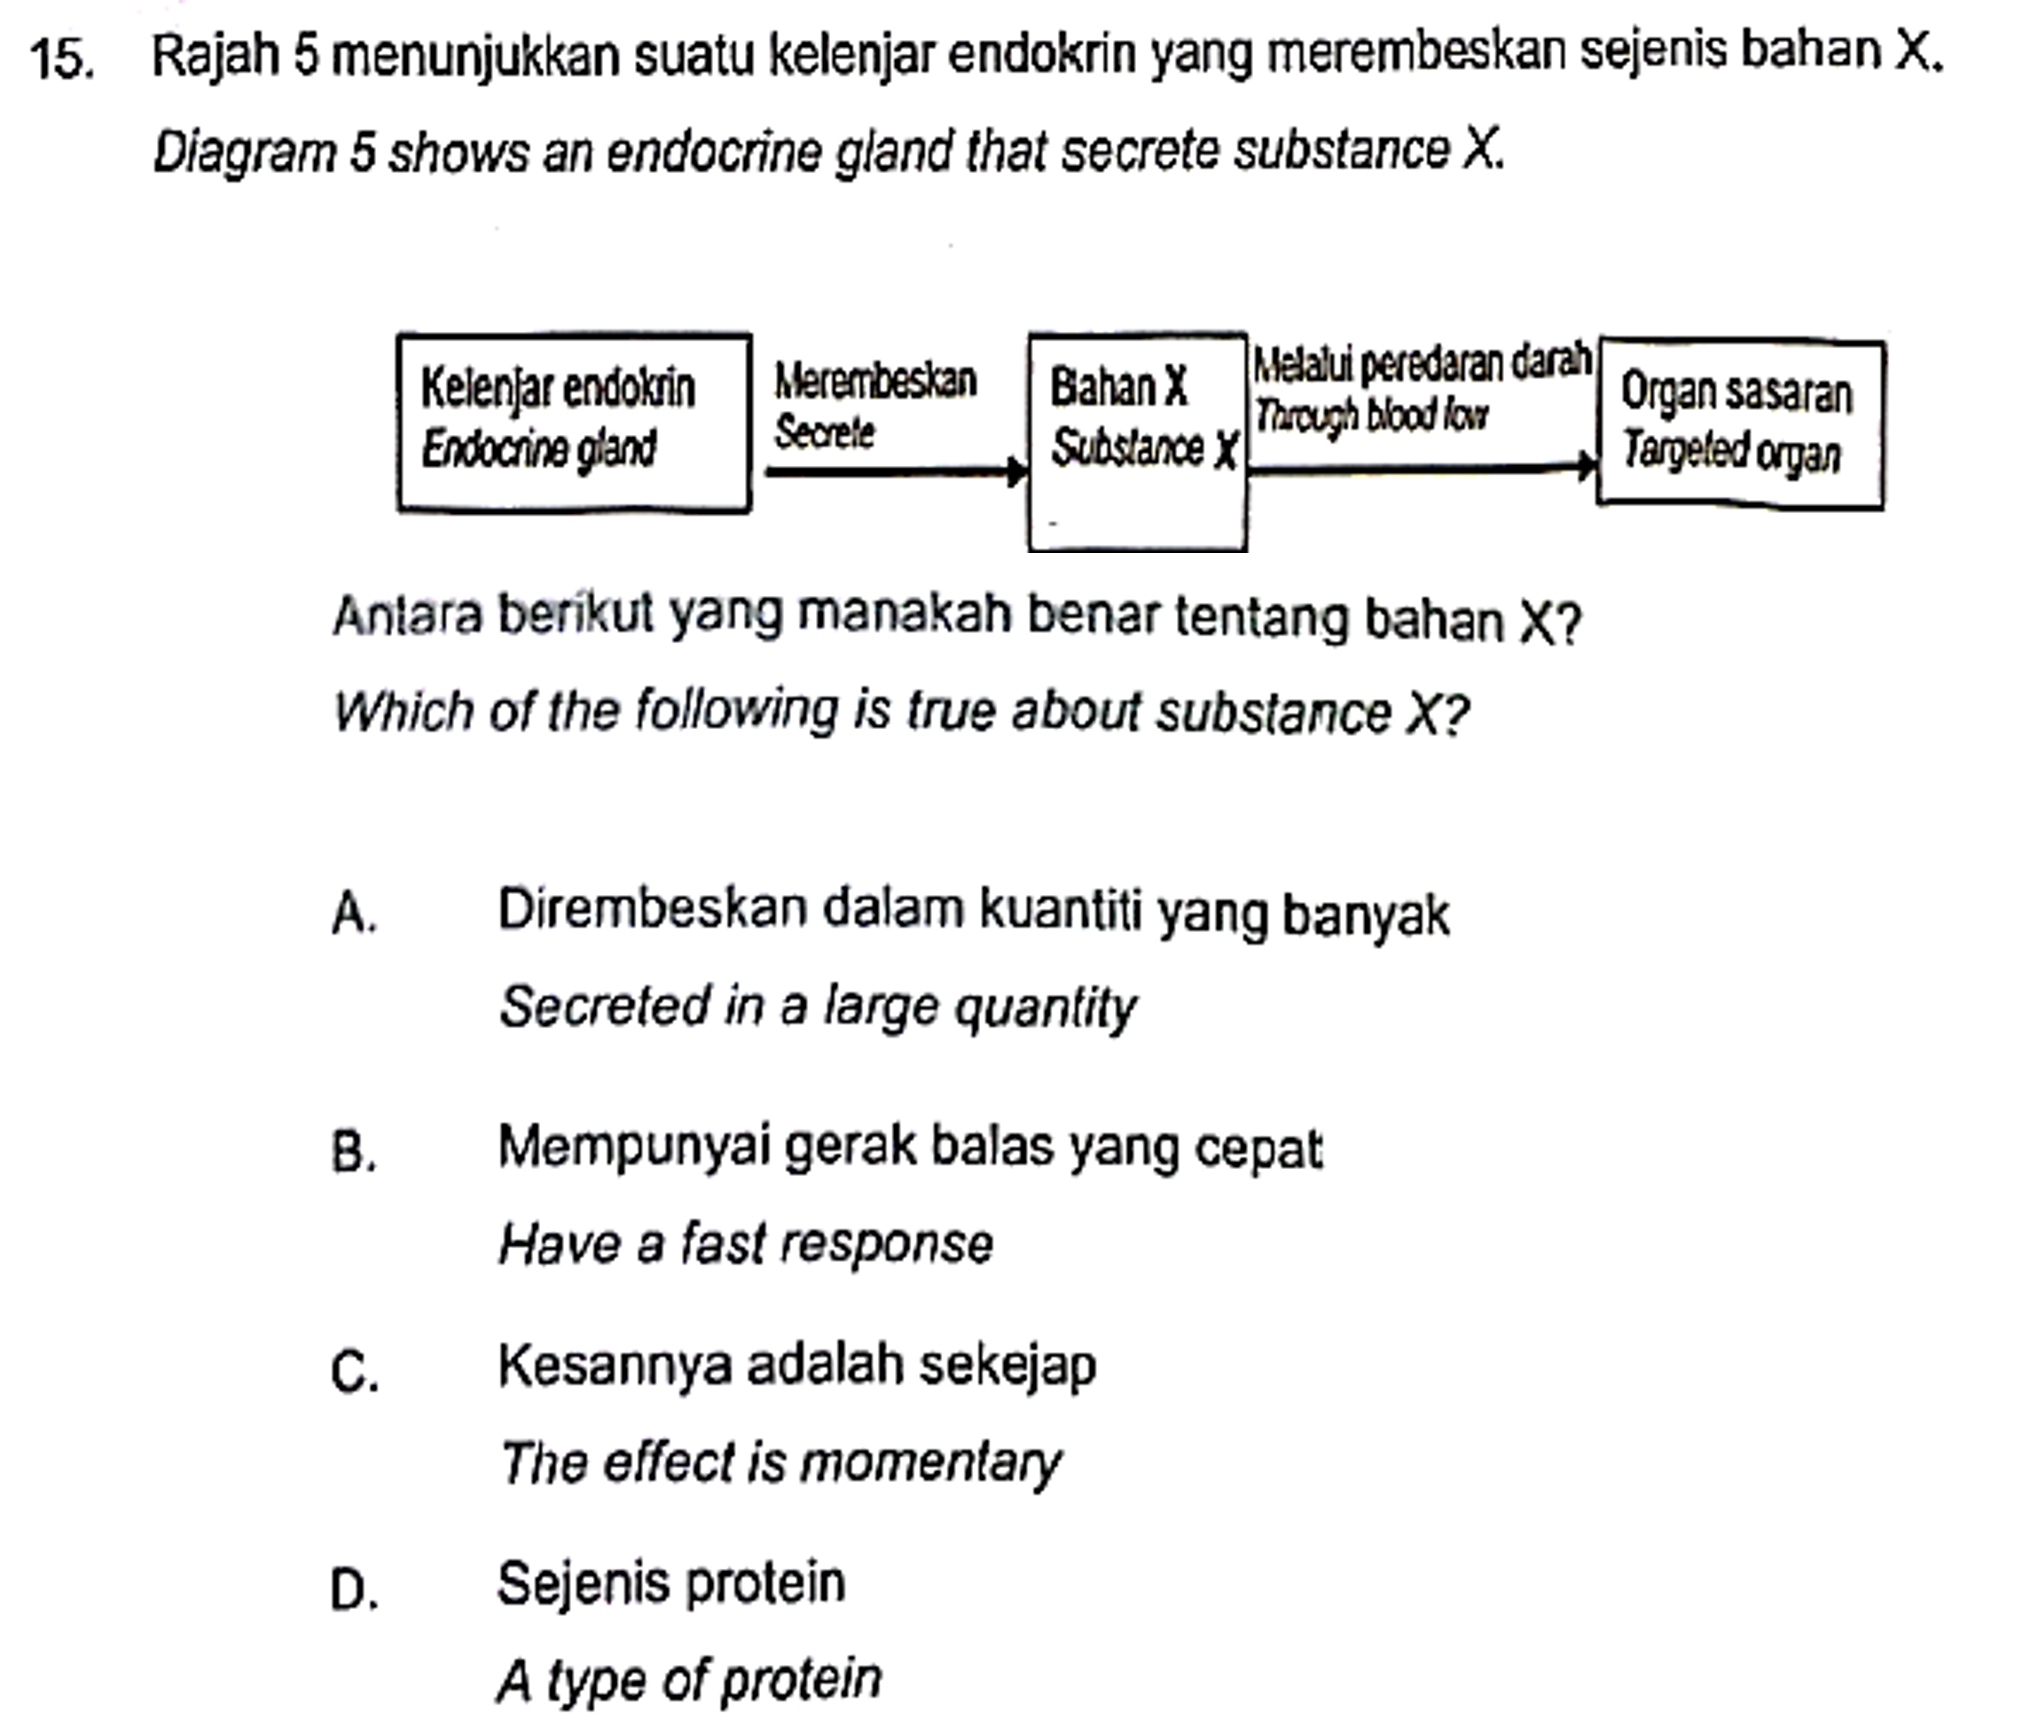 15. Rajah 5 menunjukkan suatu kelenjar endokrin yang merembeskan sejenis bahan X.
Diagram 5 shows an endocrine gland that secrete substance X.
Kelenjar endokrin
Endocrine gland
Merembeskan
Secrete
Bahan X
Substance X
Melalui peredaran darah
Through blood low
Organ sasaran
Targeted organ
Antara berikut yang manakah benar tentang bahan X?
Which of the following is true about substance X?
A. Dirembeskan dalam kuantiti yang banyak
Secreted in a large quantity
B. Mempunyai gerak balas yang cepat
Have a fast response
C. Kesannya adalah sekejap
The effect is momentary
D. Sejenis protein
A type of protein